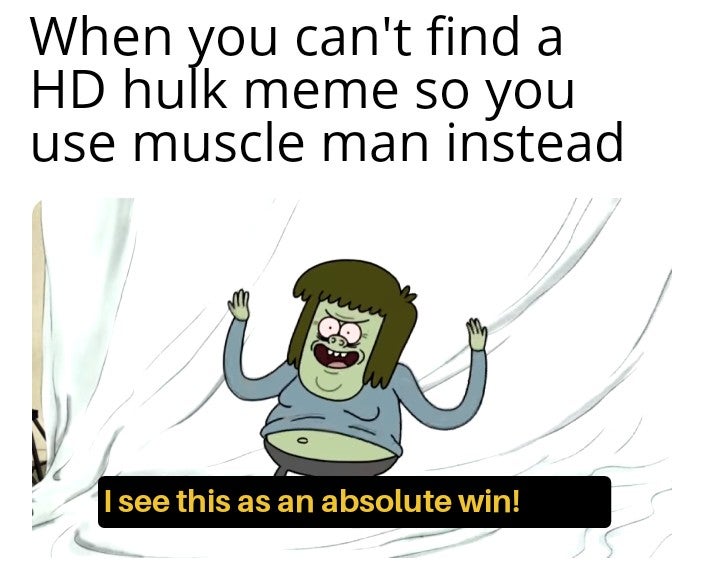 When you can't find a
HD hulk meme so you
use muscle man instead
I see this as an absolute win!